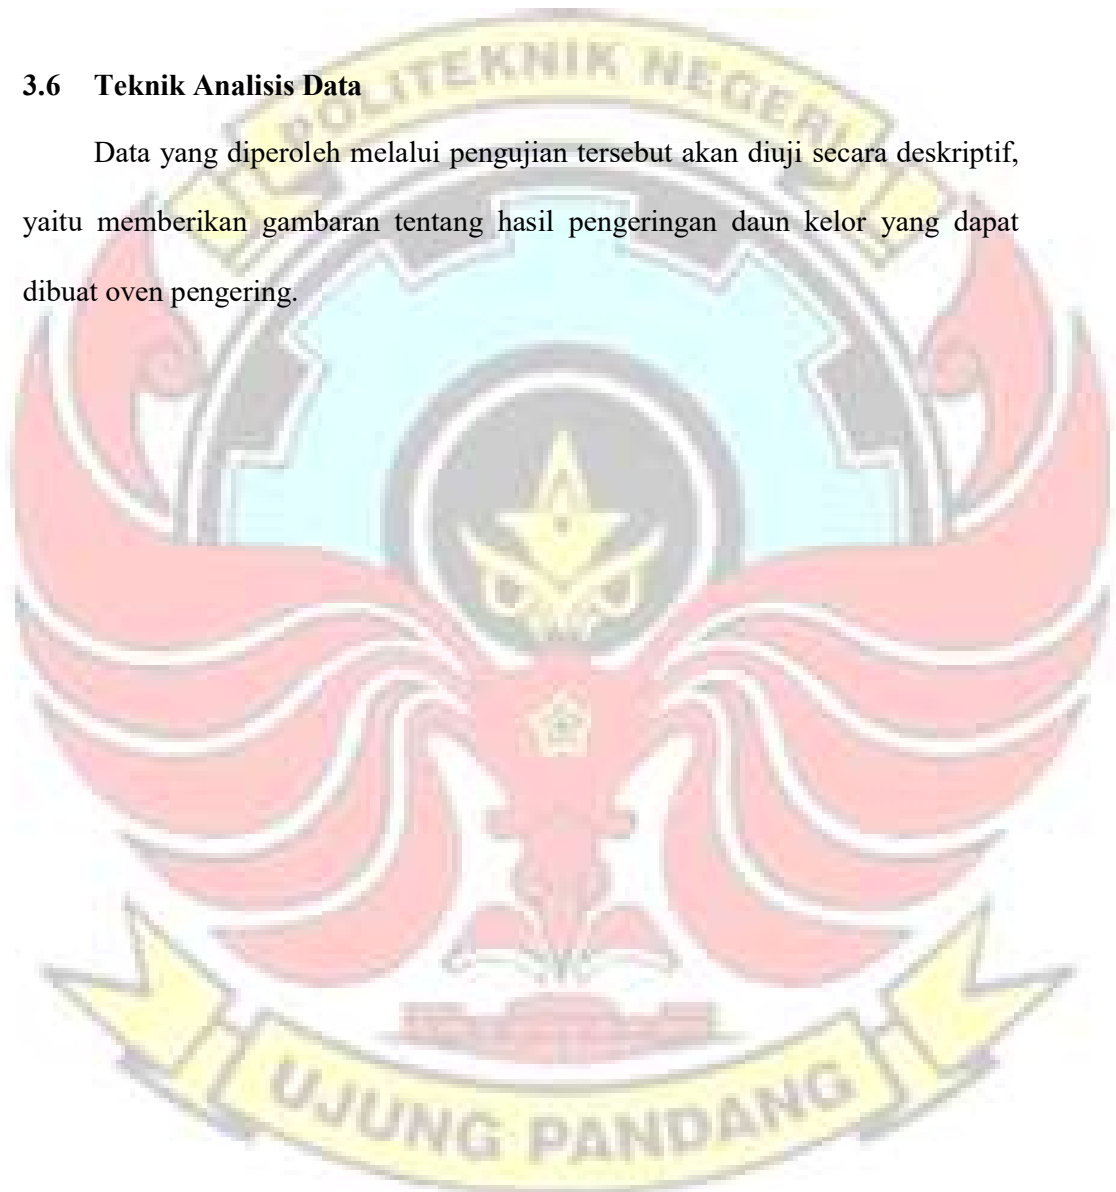 POLITEKNIK NEGERI
3.6 Teknik Analisis Data
Data yang diperoleh melalui pengujian tersebut akan diuji secara deskriptif,
yaitu memberikan gambaran tentang hasil pengeringan daun kelor yang dapat
dibuat oven pengering.
UJUNG PANDANG